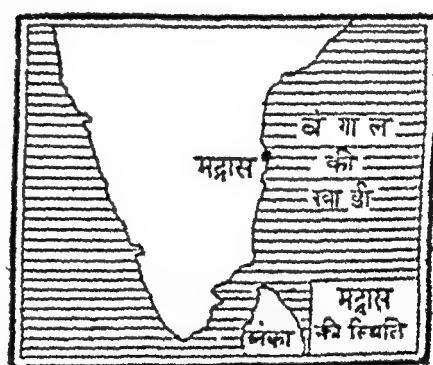 बंगाल
की
खाड़ी
मद्रास
लंका
मद्रास
की स्थिति